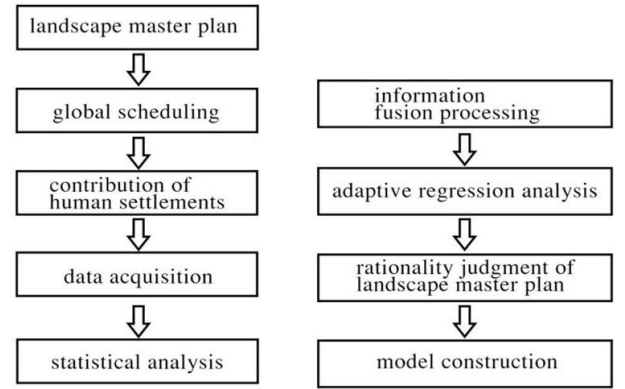 landscape master plan
global scheduling
contribution of
human settlements
data acquisition
statistical analysis
information
fusion processing
adaptive regression analysis
rationality judgment of
landscape master plan
model construction